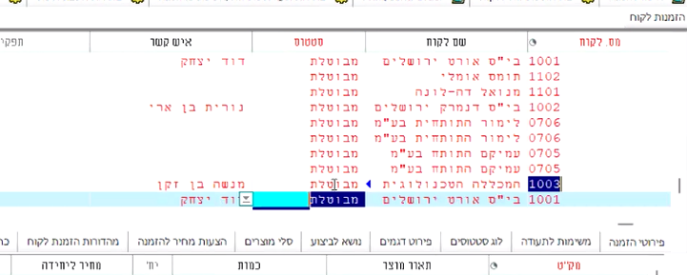 הזמנות לקוח
מס. לקוח שם לקוח סטטוס איש קשר תפקי
1001 בי"ס אורט ירושלים מבוטלת דוד יצחק
1102 תומס אומלי מבוטלת
1101 מנואל דה-לונה מבוטלת
1002 בי"ס דנמרק ירושלים מבוטלת נורית בן ארי
0706 לימור התותחית בע"מ מבוטלת
0706 לימור התותחית בע"מ מבוטלת
0705 עמיקם התותח בע"מ מבוטלת
0705 עמיקם התותח בע"מ מבוטלת
1003 המכללה הטכנולוגית מבוטלת מנשה בן זקן
1001 בי"ס אורט ירושלים מבוטלת דוד יצחק
פירוטי הזמנה משימות לתעודה לוג סטטוסים פירוט דגמים נושא לביצוע סלי מוצרים הצעות מחיר להזמנה מהדורות הזמנת לקוח כת
מק"ט תאור מוצר כמות יח' מחיר ליחידה